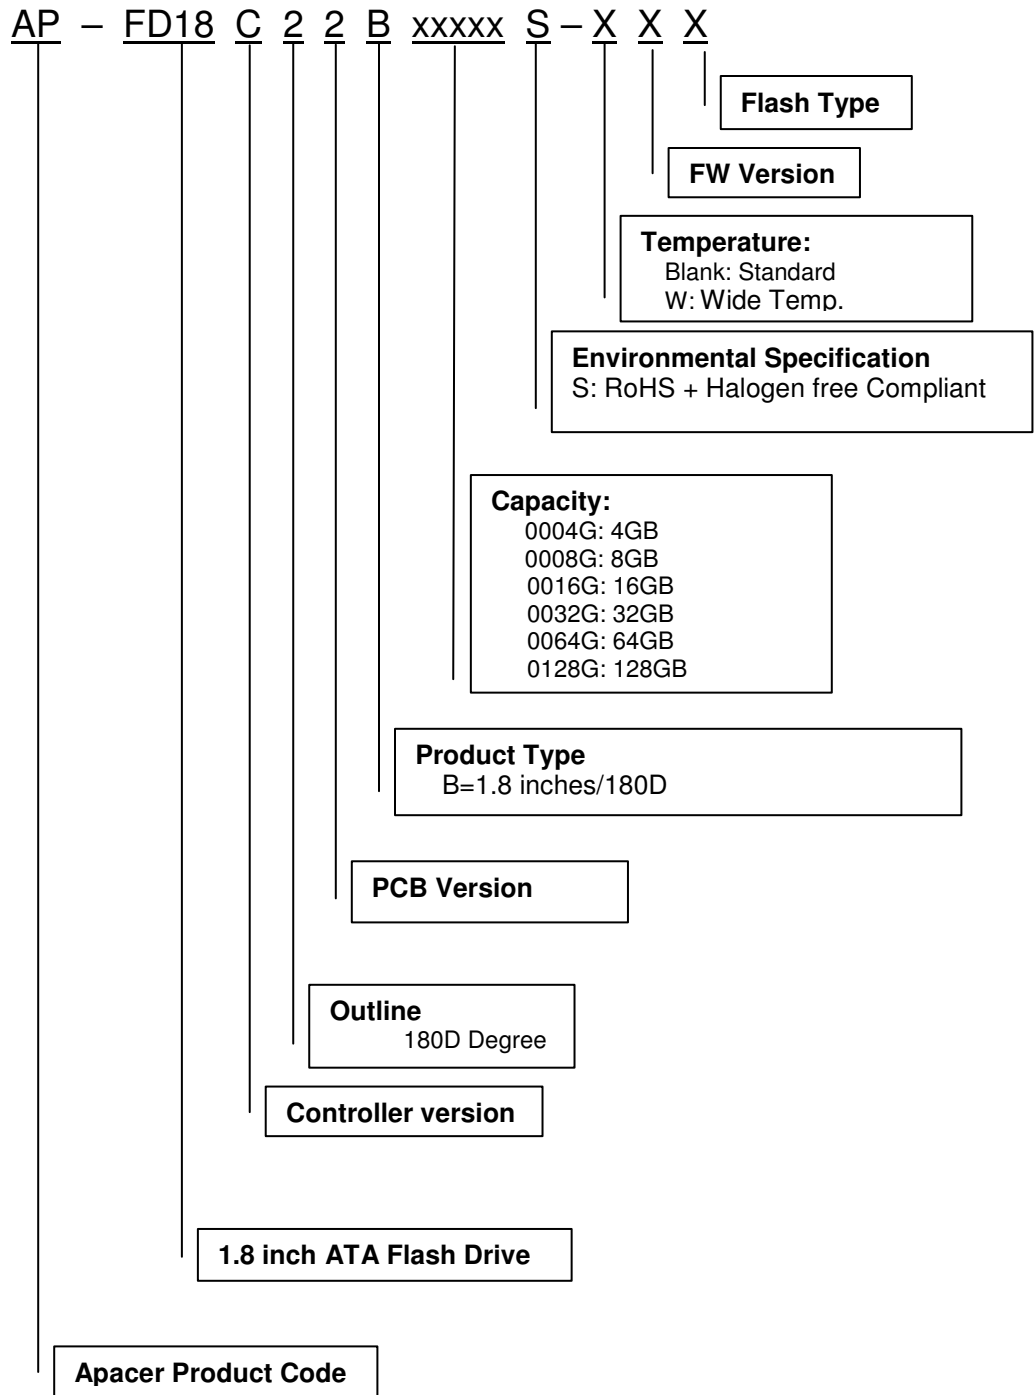 AP – FD18 C 2 2 B xxxxx S – X X X
Flash Type
FW Version
Temperature:
Blank: Standard
W: Wide Temp.
Environmental Specification
S: RoHS + Halogen free Compliant
Capacity:
0004G: 4GB
0008G: 8GB
0016G: 16GB
0032G: 32GB
0064G: 64GB
0128G: 128GB
Product Type
B=1.8 inches/180D
PCB Version
Outline
180D Degree
Controller version
1.8 inch ATA Flash Drive
Apacer Product Code